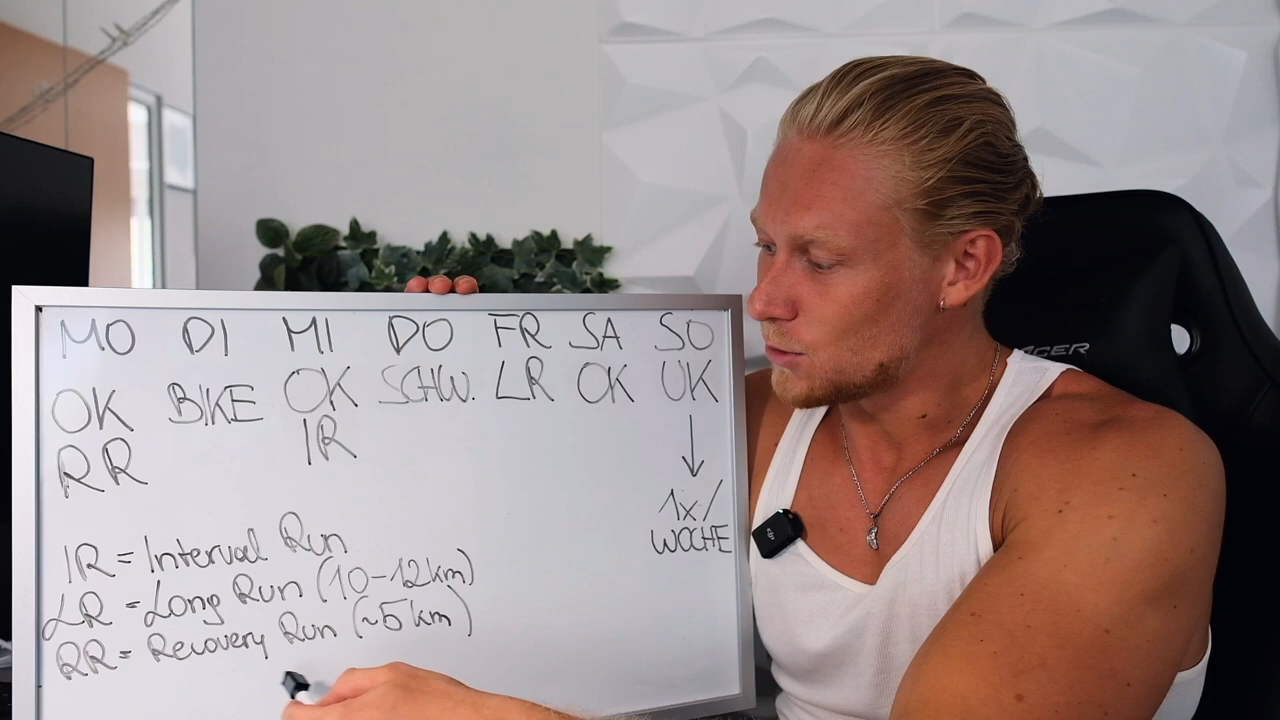 MO DI MI DO FR SA SO
OK BIKE OK SCHW. LR OK UK
RR IR
1x/
WOCHE
IR = Interval Run
LR = Long Run (10-12km)
RR = Recovery Run (~5km)
dji